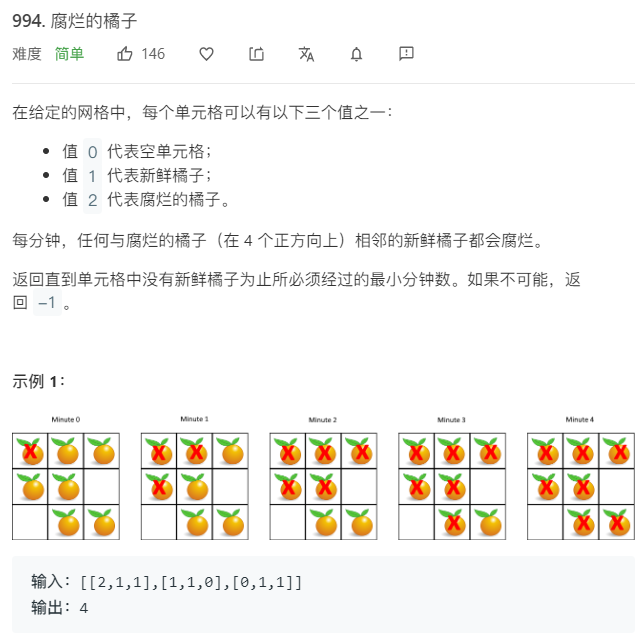 994. 腐烂的橘子
难度 简单 146
在给定的网格中，每个单元格可以有以下三个值之一：
值 0 代表空单元格；
值 1 代表新鲜橘子；
值 2 代表腐烂的橘子。
每分钟，任何与腐烂的橘子（在 4 个正方向上）相邻的新鲜橘子都会腐烂。
返回直到单元格中没有新鲜橘子为止所必须经过的最小分钟数。如果不可能，返
回 -1 。
示例 1：
Minute 0 Minute 1 Minute 2 Minute 3 Minute 4
输入：[[2,1,1],[1,1,0],[0,1,1]]
输出：4